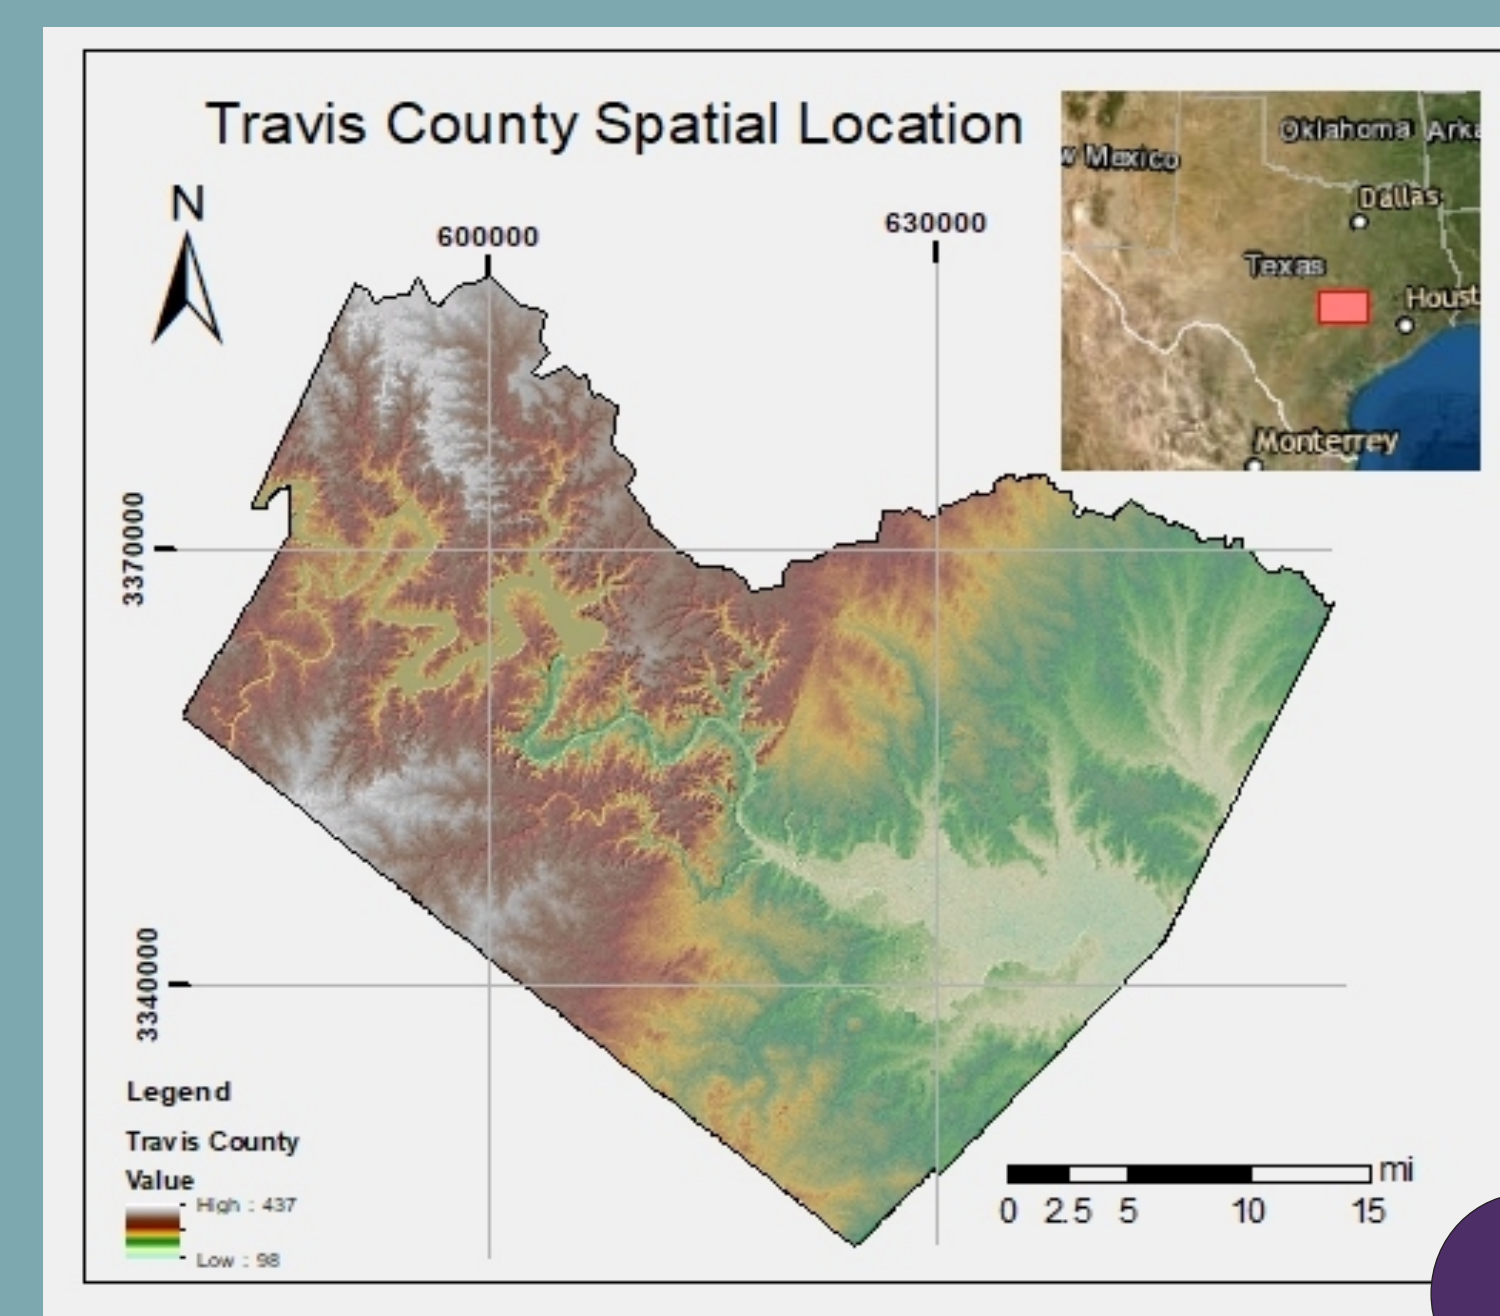 Travis County Spatial Location
N
600000
630000
w Mexico
Oklahoma
Arka
Dallas
Texas
Houst
Monterrey
3370000
3340000
Legend
Travis County
Value
High : 437
Low : 98
mi
0 2.5 5 10 15